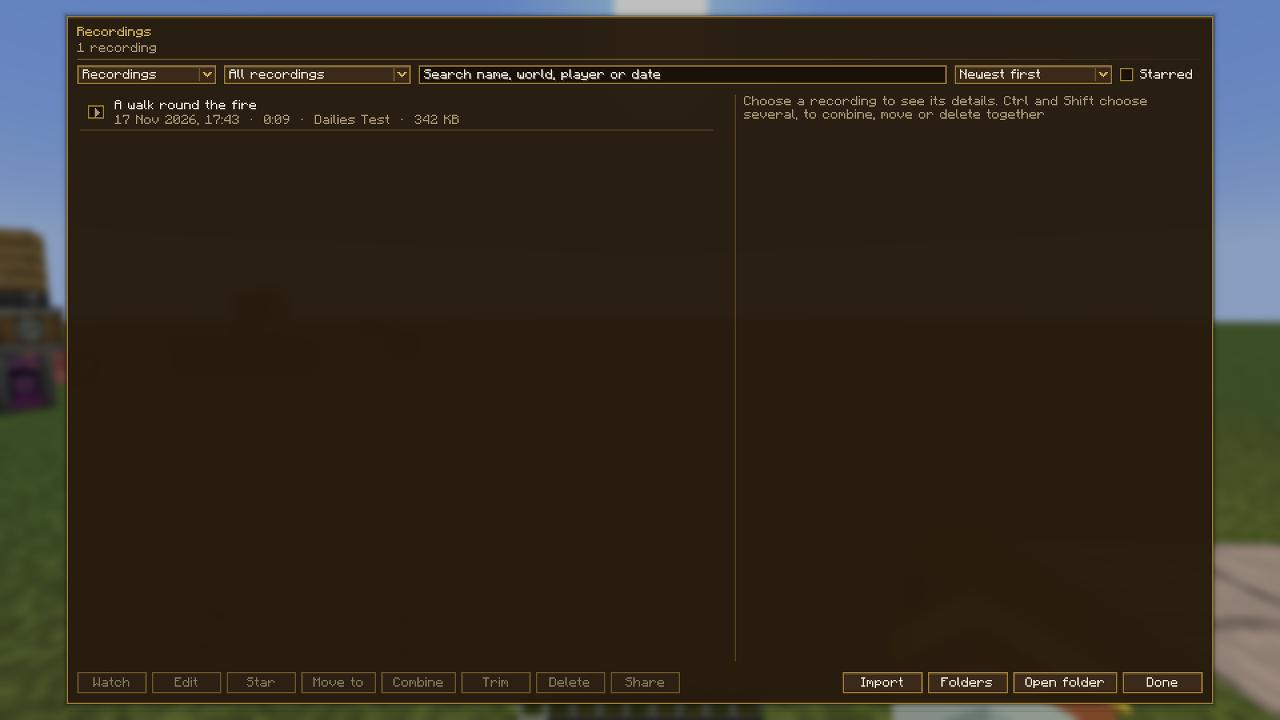 Recordings
1 recording
Recordings
All recordings
Search name, world, player or date
Newest first
Starred
A walk round the fire
17 Nov 2026, 17:43 · 0:09 · Dailies Test · 342 KB
Choose a recording to see its details. Ctrl and Shift choose
several, to combine, move or delete together
Watch
Edit
Star
Move to
Combine
Trim
Delete
Share
Import
Folders
Open folder
Done